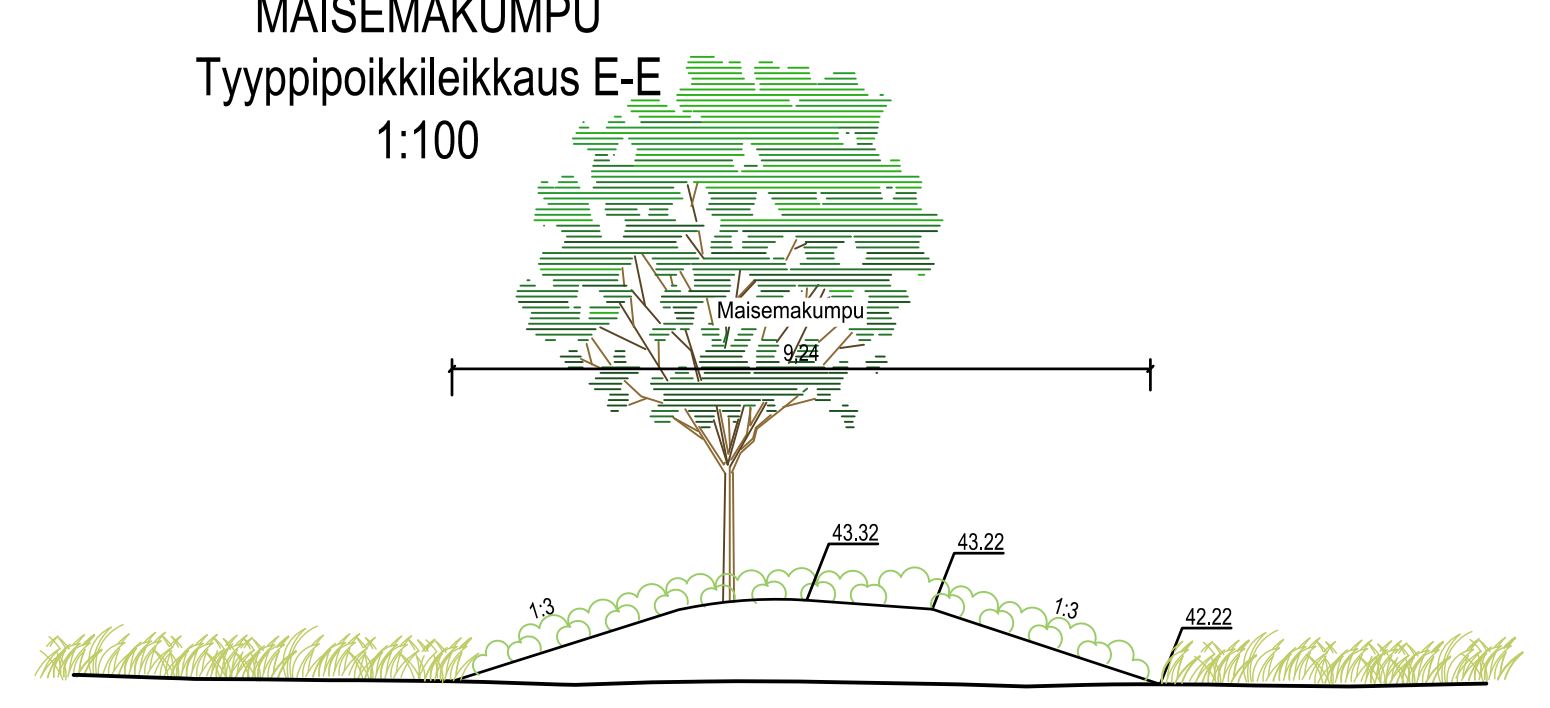 MAISEMAKUMPU
Tyyppipoikkileikkaus E-E
1:100
Maisemakumpu
9,24
43.32
43.22
1:3
1:3
42.22